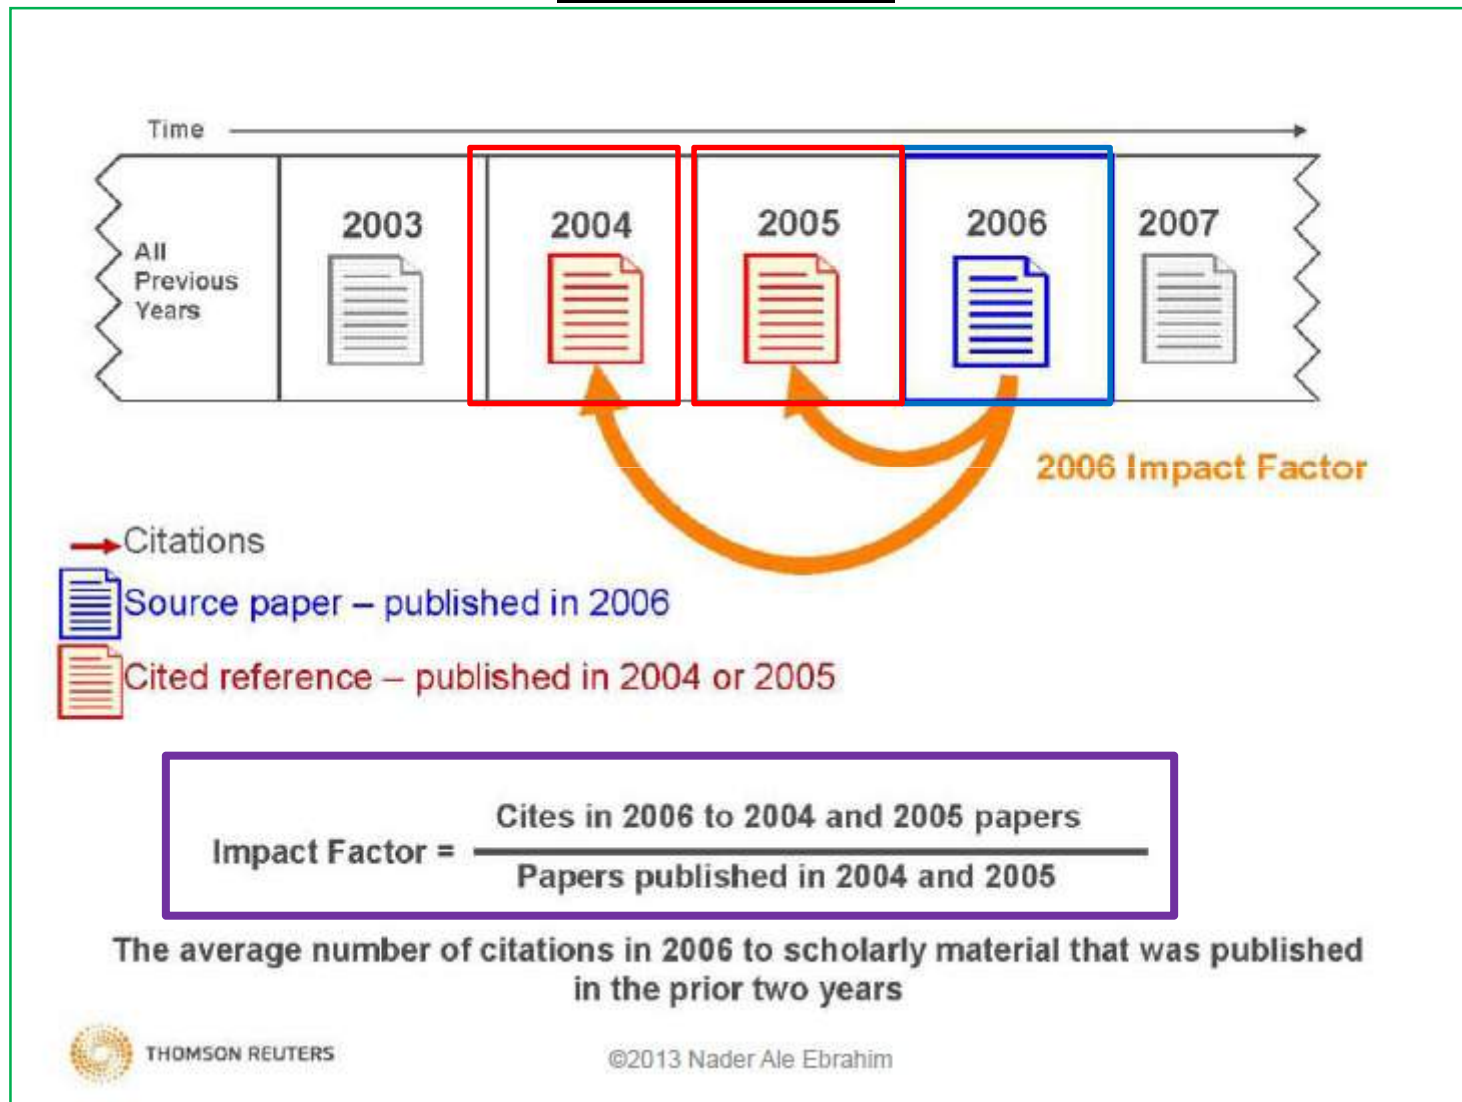 Time
All
Previous
Years
2003
2004
2005
2006
2007
2006 Impact Factor
Citations
Source paper – published in 2006
Cited reference – published in 2004 or 2005
Cites in 2006 to 2004 and 2005 papers
Impact Factor =
Papers published in 2004 and 2005
The average number of citations in 2006 to scholarly material that was published
in the prior two years
THOMSON REUTERS
©2013 Nader Ale Ebrahim